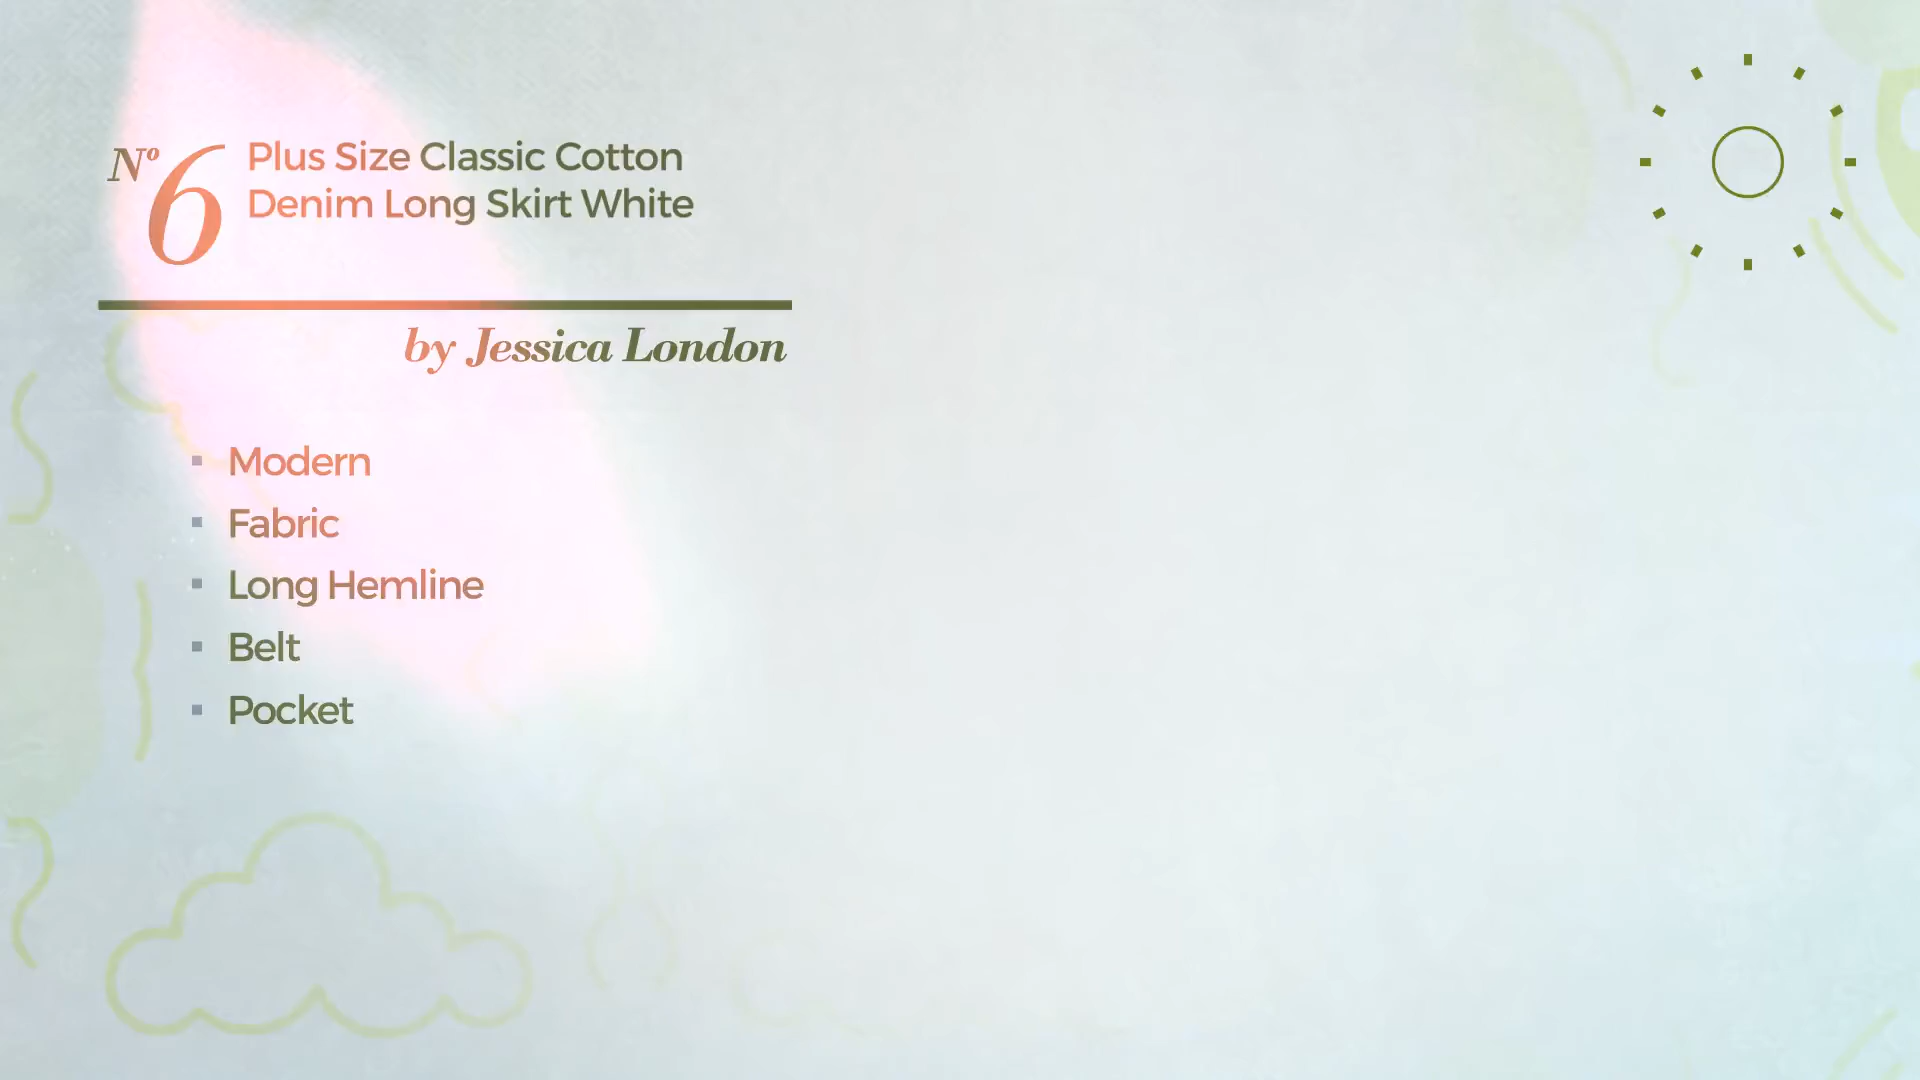 Nº 6
Plus Size Classic Cotton
Denim Long Skirt White
by Jessica London
▪ Modern
▪ Fabric
▪ Long Hemline
▪ Belt
▪ Pocket